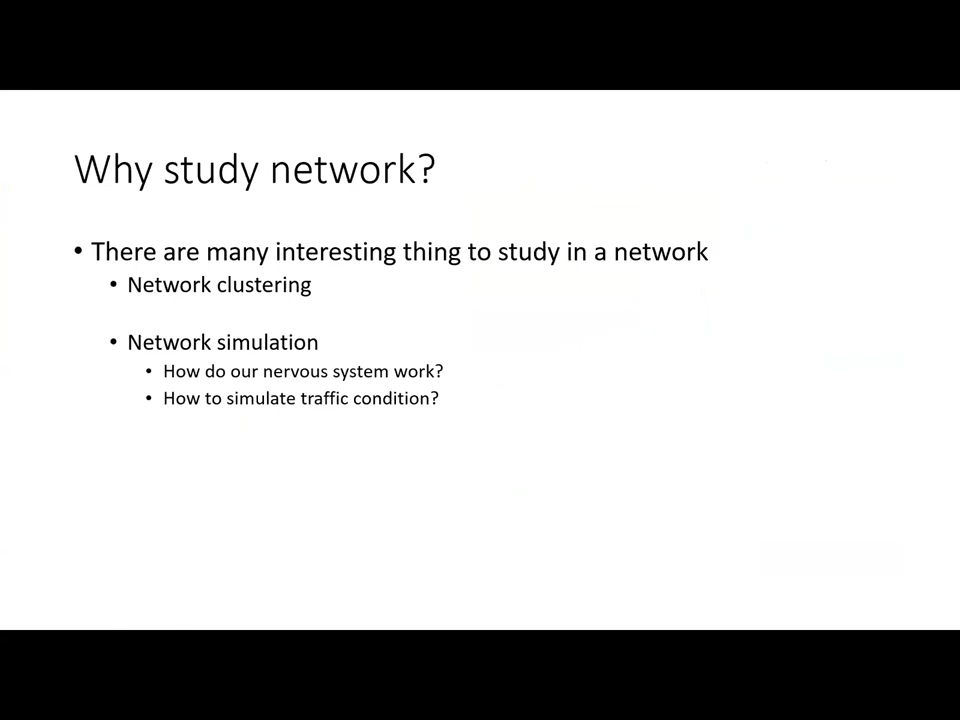 Why study network?
• There are many interesting thing to study in a network
• Network clustering
• Network simulation
• How do our nervous system work?
• How to simulate traffic condition?